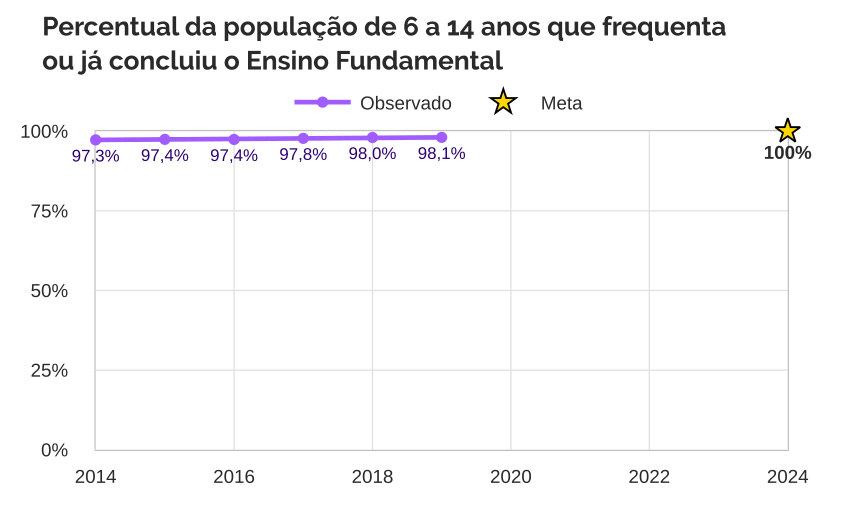 Percentual da população de 6 a 14 anos que frequenta
ou já concluiu o Ensino Fundamental
Observado Meta
100%
97,3% 97,4% 97,4% 97,8% 98,0% 98,1% 100%
75%
50%
25%
0%
2014 2016 2018 2020 2022 2024